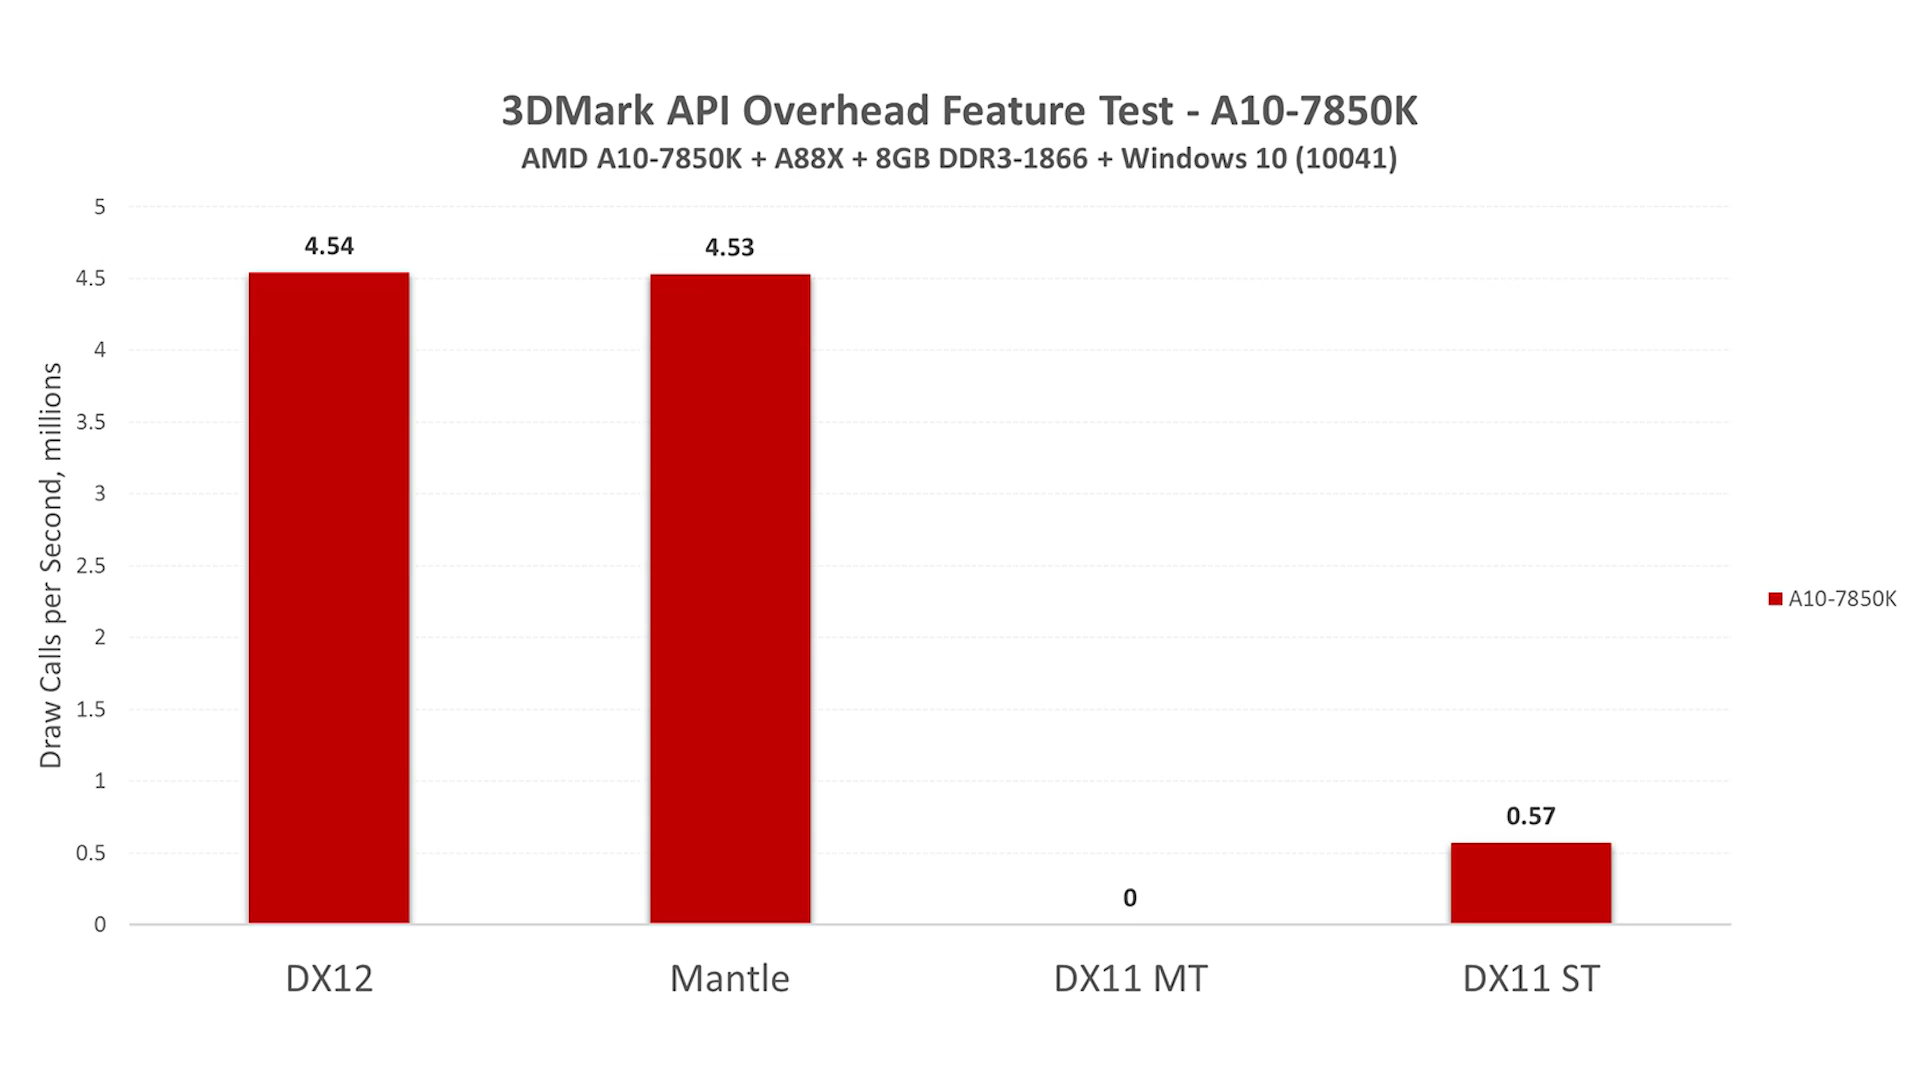 3DMark API Overhead Feature Test - A10-7850K
AMD A10-7850K + A88X + 8GB DDR3-1866 + Windows 10 (10041)
Draw Calls per Second, millions
5
4.5
4
3.5
3
2.5
2
1.5
1
0.5
0
4.54
4.53
0
0.57
DX12
Mantle
DX11 MT
DX11 ST
A10-7850K